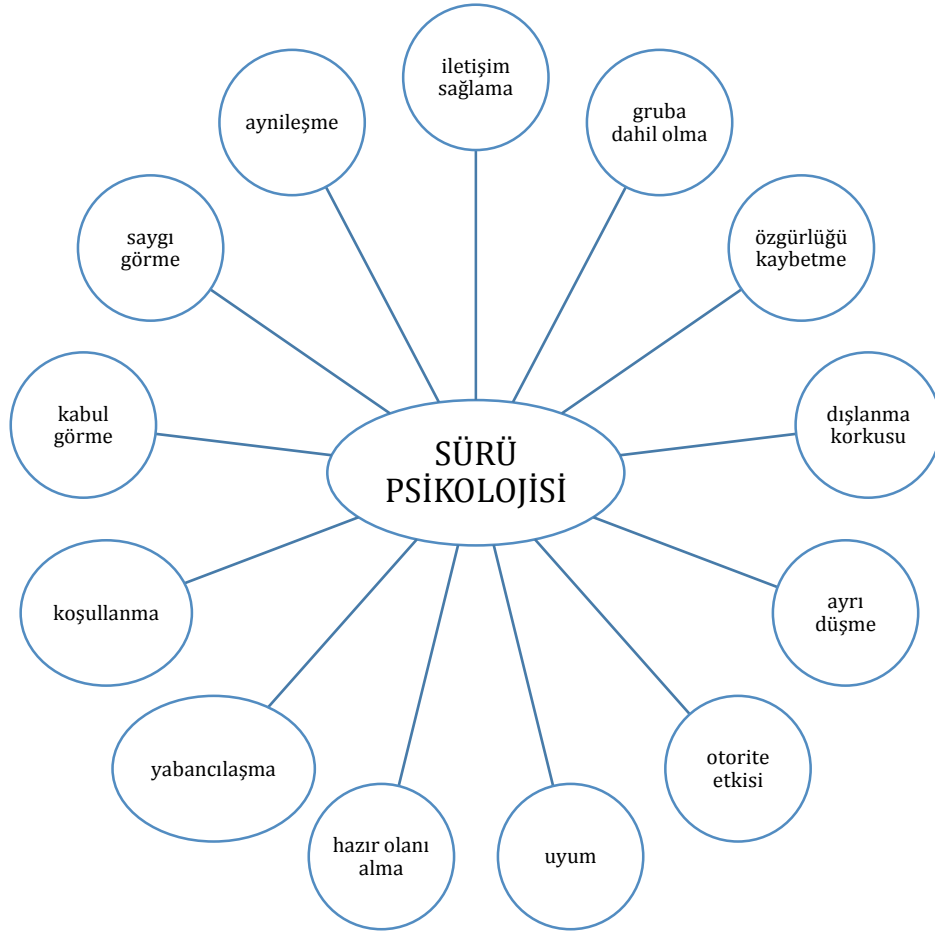 iletişim
sağlama
gruba
dahil olma
özgürlüğü
kaybetme
dışlanma
korkusu
ayrı
düşme
otorite
etkisi
uyum
hazır olanı
alma
yabancılaşma
koşullanma
kabul
görme
saygı
görme
aynileşme
SÜRÜ
PSİKOLOJİSİ